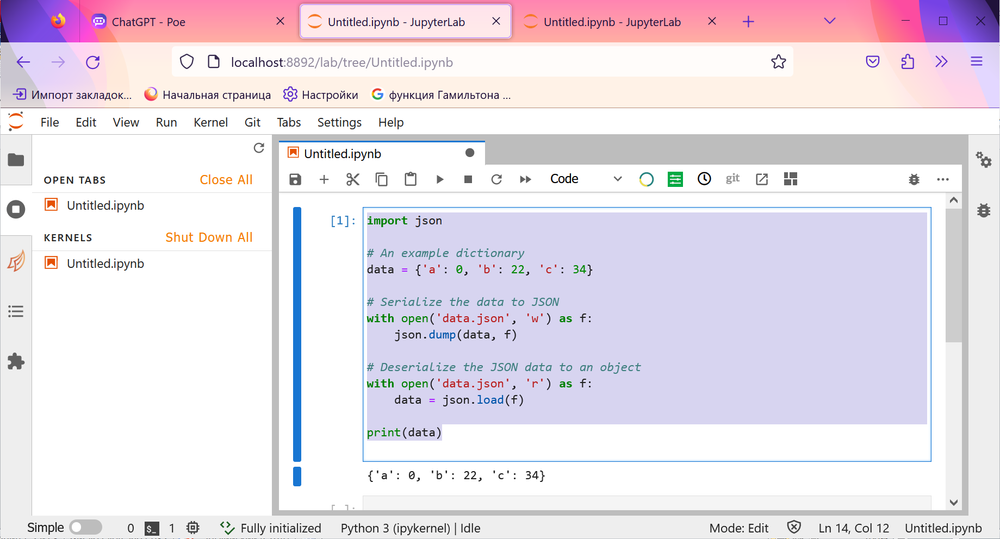 ChatGPT - Poe
Untitled.ipynb - JupyterLab
Untitled.ipynb - JupyterLab
localhost:8892/lab/tree/Untitled.ipynb
Импорт закладок...
Начальная страница
Настройки
функция Гамильтона ...
File Edit View Run Kernel Git Tabs Settings Help
OPEN TABS
Close All
Untitled.ipynb
KERNELS
Shut Down All
Untitled.ipynb
Untitled.ipynb
Code
git
[1]:
import json
# An example dictionary
data = {'a': 0, 'b': 22, 'c': 34}
# Serialize the data to JSON
with open('data.json', 'w') as f:
    json.dump(data, f)
# Deserialize the JSON data to an object
with open('data.json', 'r') as f:
    data = json.load(f)
print(data)
{'a': 0, 'b': 22, 'c': 34}
[ ]:
Simple
0
$_
1
Fully initialized
Python 3 (ipykernel) | Idle
Mode: Edit
Ln 14, Col 12
Untitled.ipynb